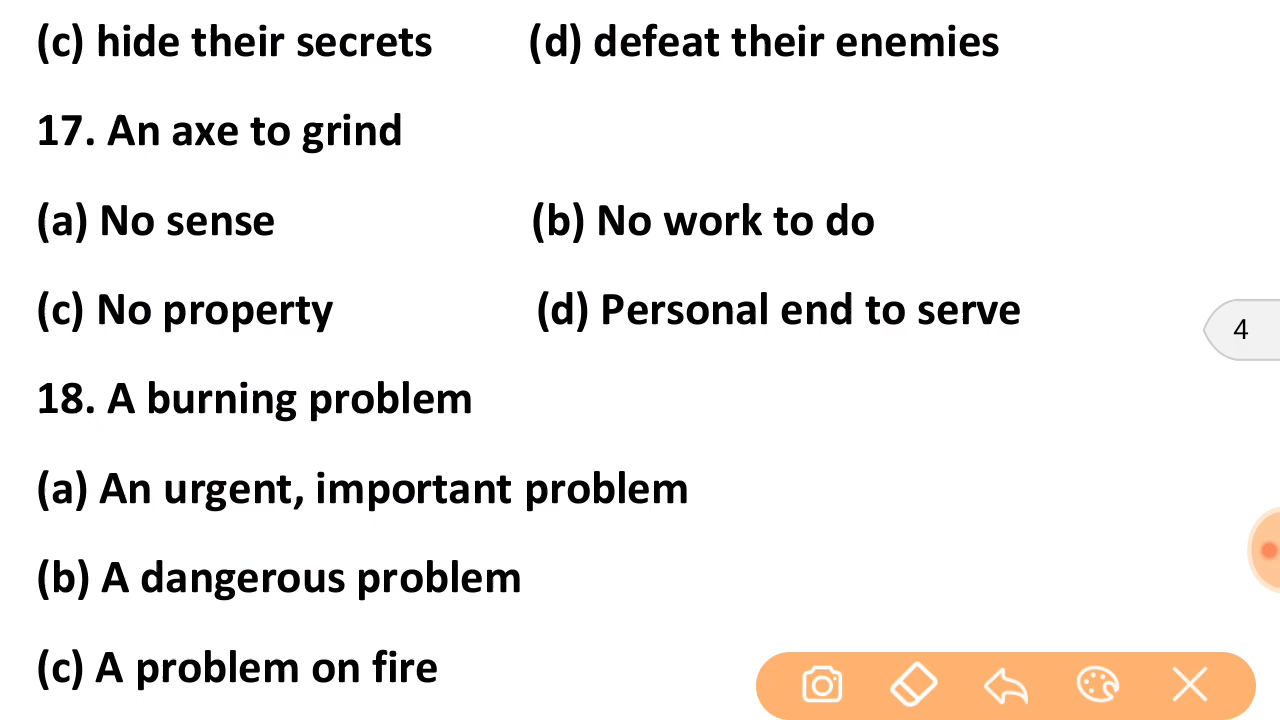 (c) hide their secrets (d) defeat their enemies
17. An axe to grind
(a) No sense (b) No work to do
(c) No property (d) Personal end to serve
4
18. A burning problem
(a) An urgent, important problem
(b) A dangerous problem
(c) A problem on fire